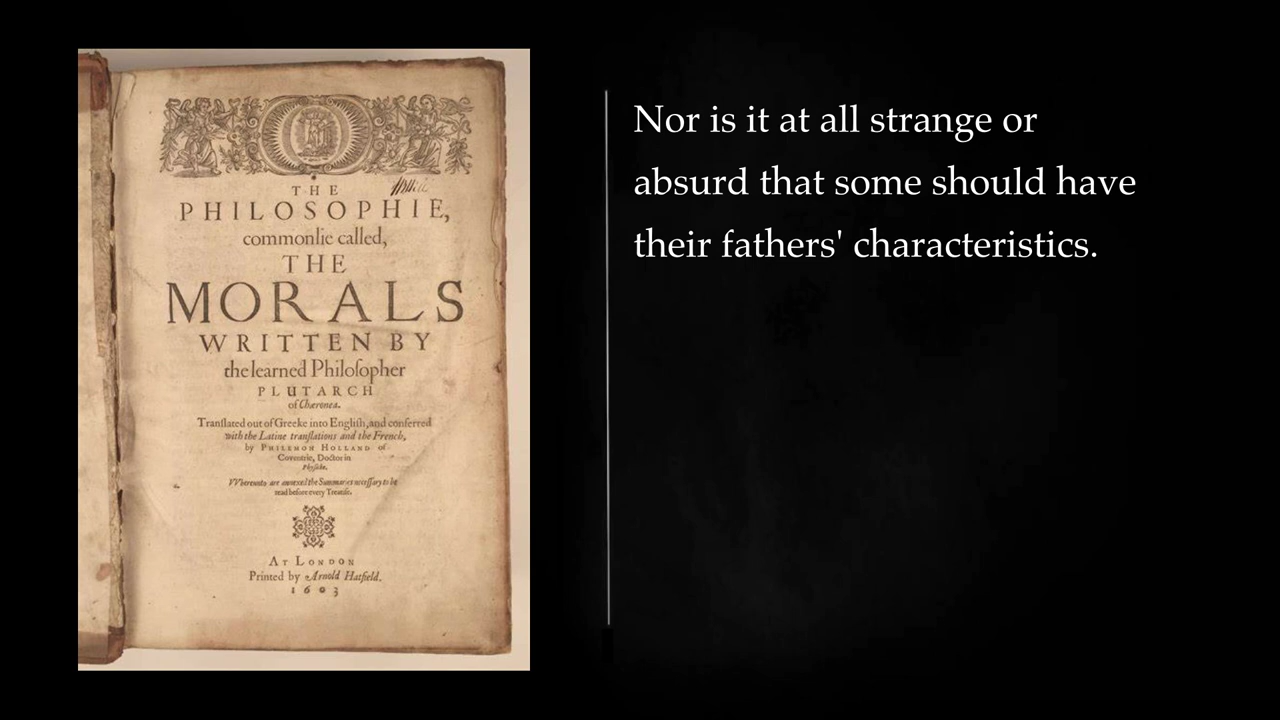 THE
PHILOSOPHIE,
commonlie called,
THE
MORALS
WRITTEN BY
the learned Philoſopher
PLUTARCH
of Chæronea.
Tranſlated out of Greeke into Engliſh, and conferred
with the Latine tranſlations and the French,
by PHILEMON HOLLAND of
Coventrie, Doctor in
Phyſicke.
VVhereunto are annexed the Summaries neceſſary to be
read before every Treatiſe.
AT LONDON
Printed by Arnold Hatfield.
1603
Nor is it at all strange or
absurd that some should have
their fathers' characteristics.